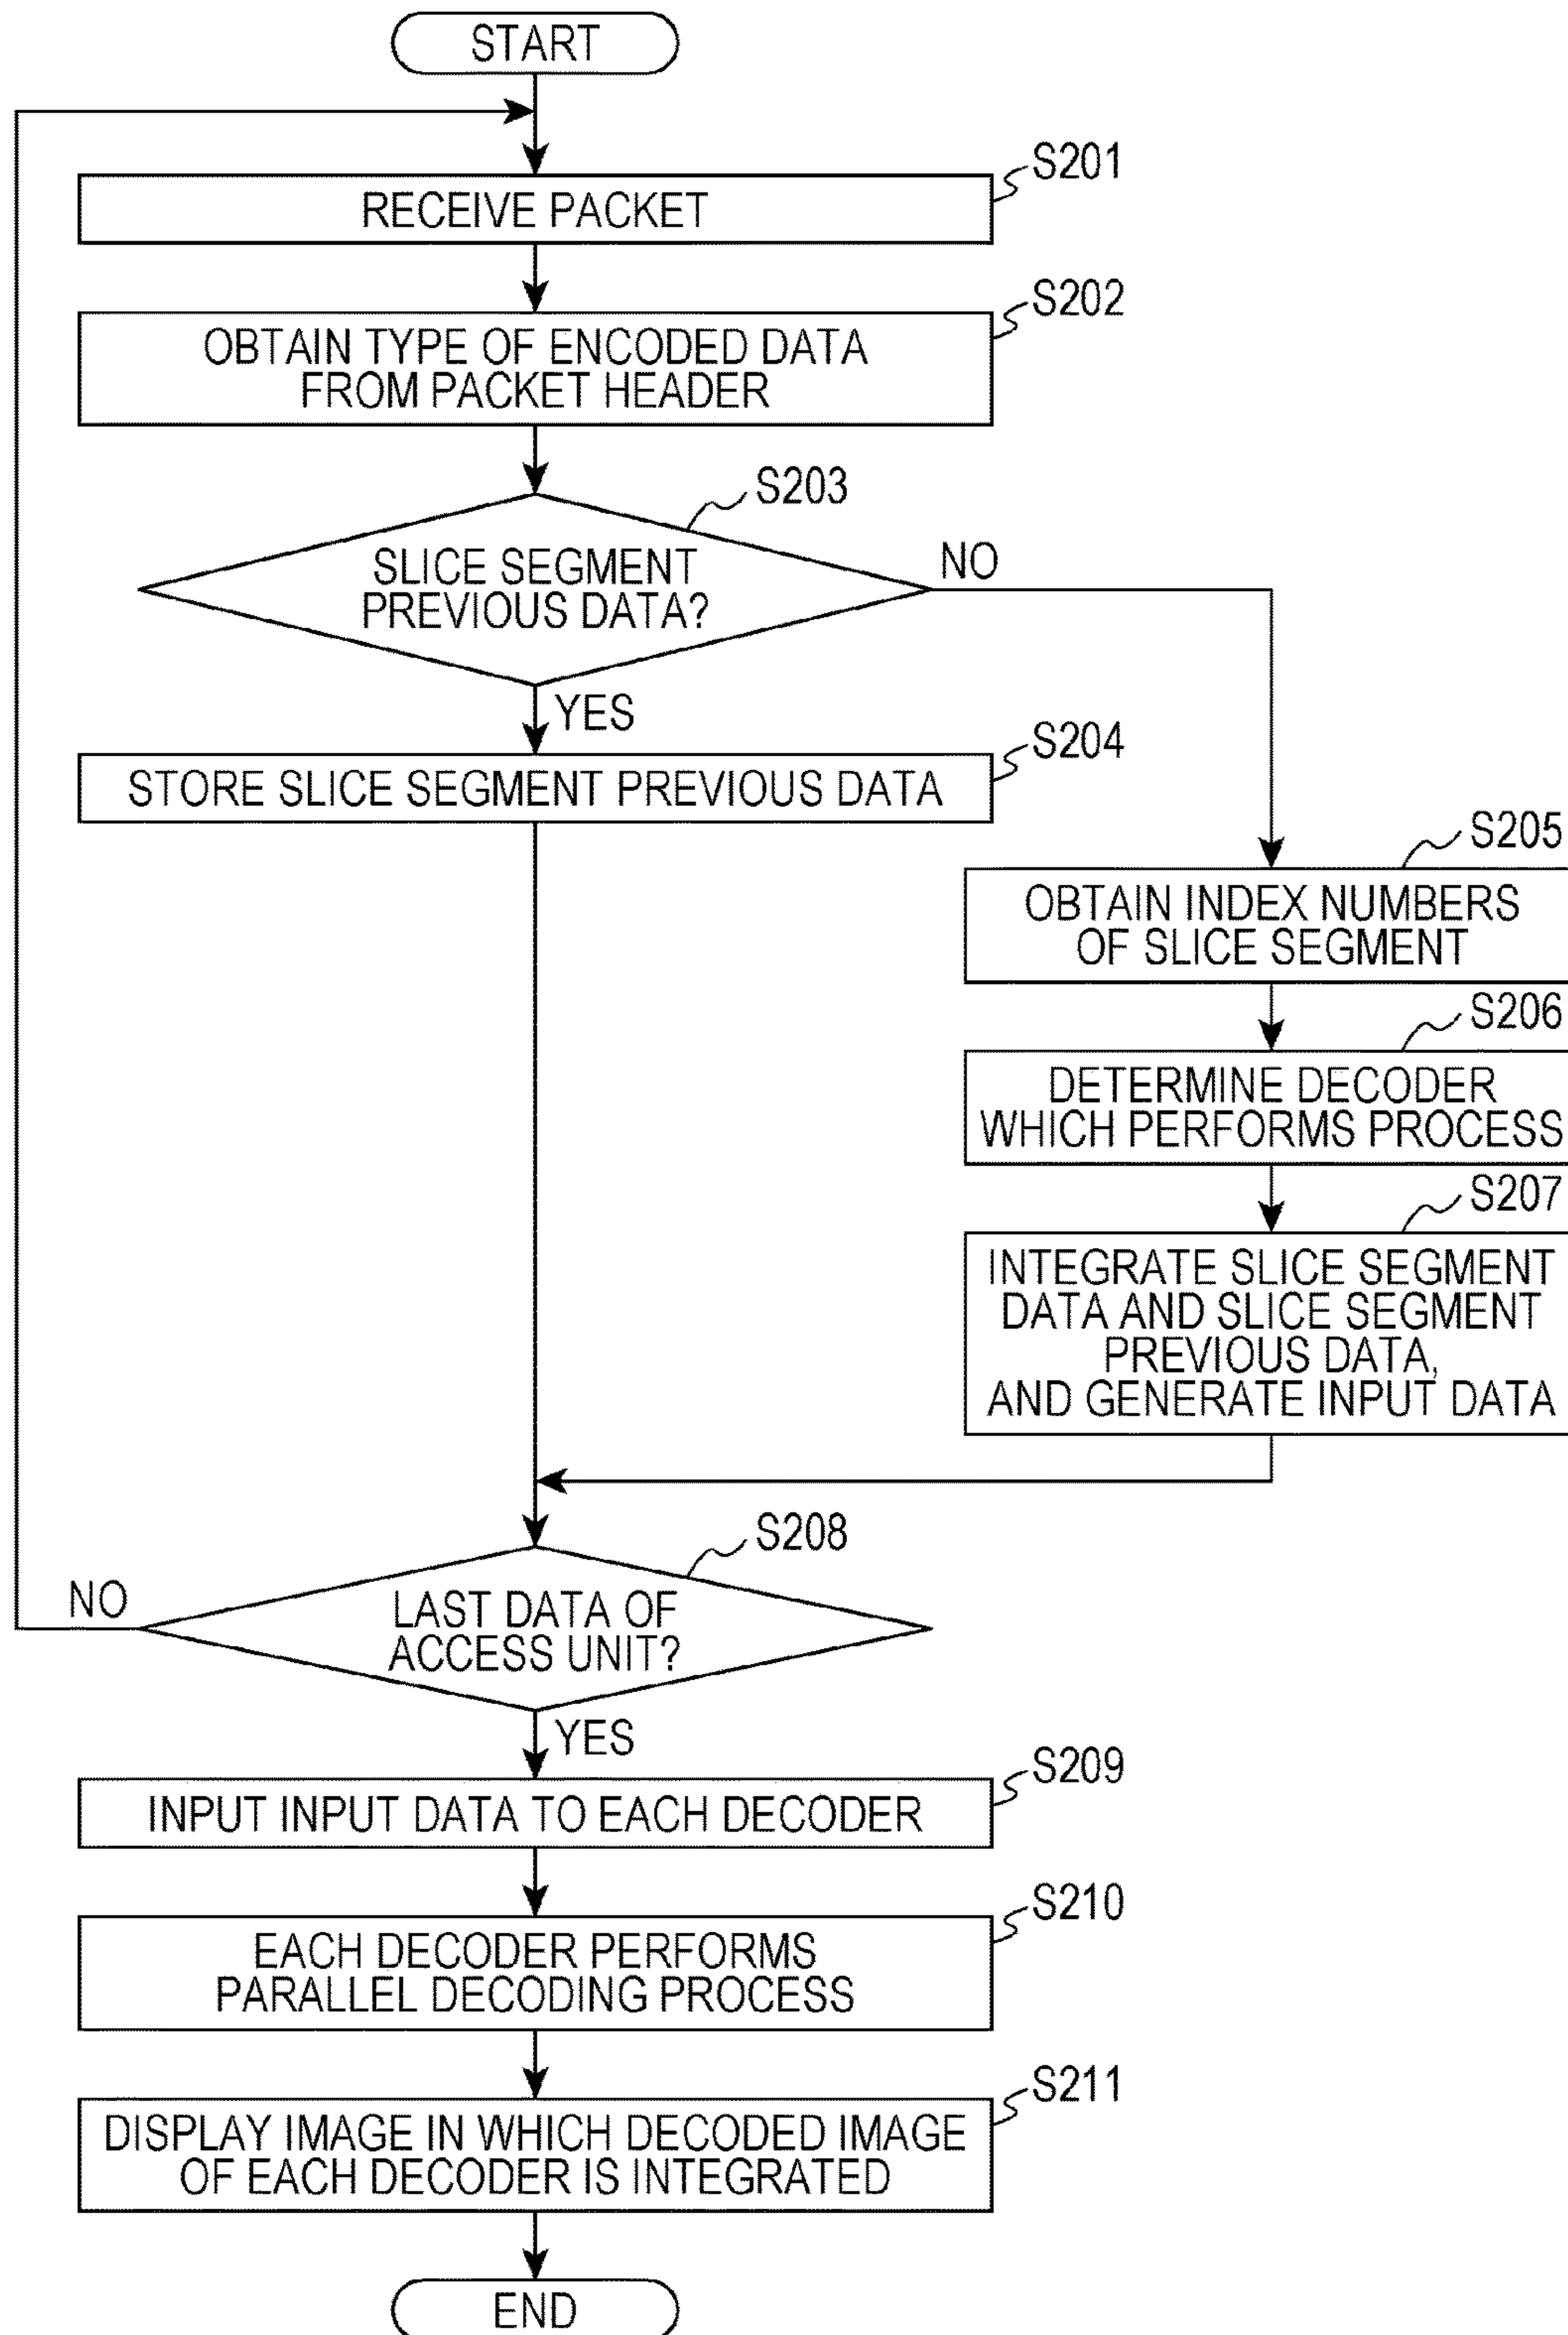 START
S201
RECEIVE PACKET
S202
OBTAIN TYPE OF ENCODED DATA
FROM PACKET HEADER
S203
SLICE SEGMENT
PREVIOUS DATA?
NO
YES
S204
STORE SLICE SEGMENT PREVIOUS DATA
S205
OBTAIN INDEX NUMBERS
OF SLICE SEGMENT
S206
DETERMINE DECODER
WHICH PERFORMS PROCESS
S207
INTEGRATE SLICE SEGMENT
DATA AND SLICE SEGMENT
PREVIOUS DATA,
AND GENERATE INPUT DATA
S208
LAST DATA OF
ACCESS UNIT?
NO
YES
S209
INPUT INPUT DATA TO EACH DECODER
S210
EACH DECODER PERFORMS
PARALLEL DECODING PROCESS
S211
DISPLAY IMAGE IN WHICH DECODED IMAGE
OF EACH DECODER IS INTEGRATED
END